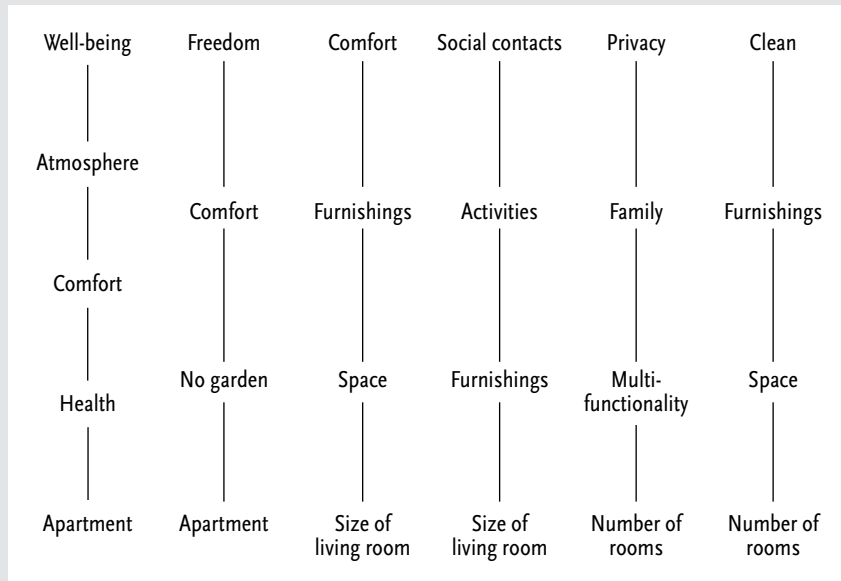 Well-being Freedom Comfort Social contacts Privacy Clean
Atmosphere
Comfort Furnishings Activities Family Furnishings
Comfort
No garden Space Furnishings Multi- Space
Health functionality
Apartment Apartment Size of Size of Number of Number of
living room living room rooms rooms